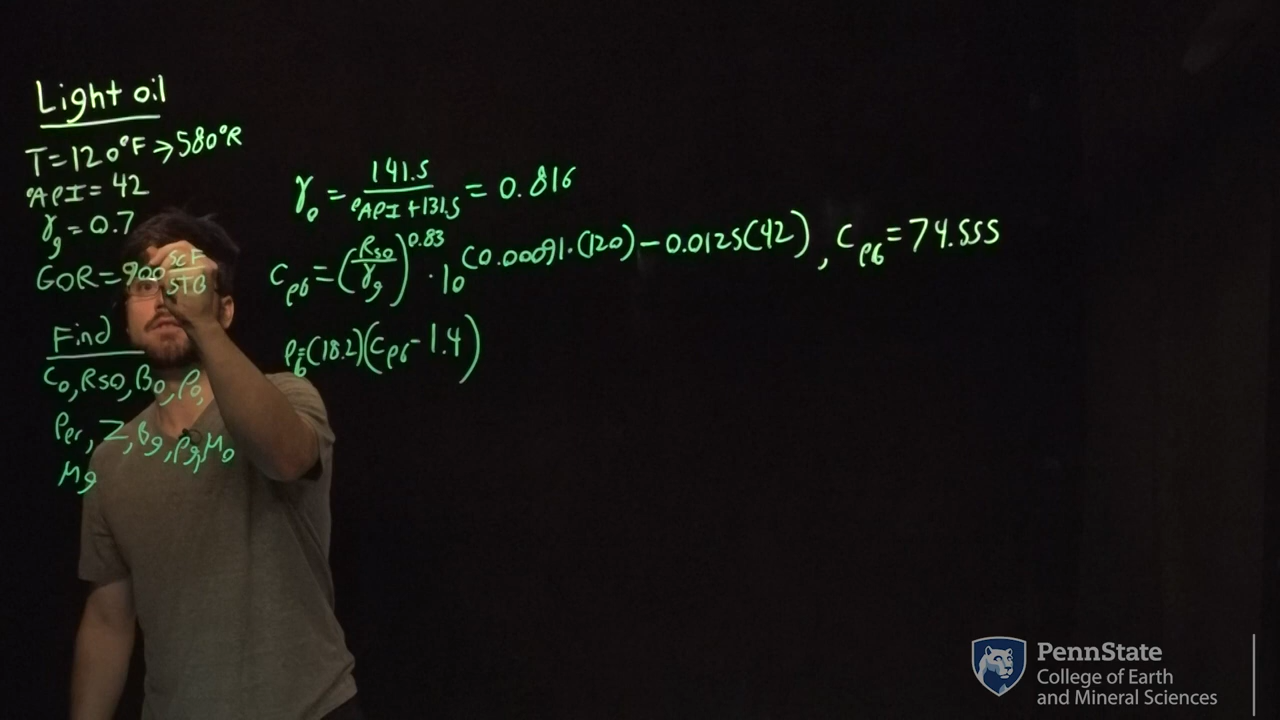 Light oil
T=120°F→580°R
°API=42
γg=0.7
GOR=900 SCF/STB
Find
Co, Rso, Bo, ρo,
Per, Z, Bg, ρg, μo
μg
γo = 141.5/(°API+131.5) = 0.816
Cpb = (Rso/γg)^0.83 · 10^(0.00091·(120) - 0.0125(42)), Cpb = 74.555
Pb=(18.2)(Cpb-1.4)
PennState
College of Earth
and Mineral Sciences